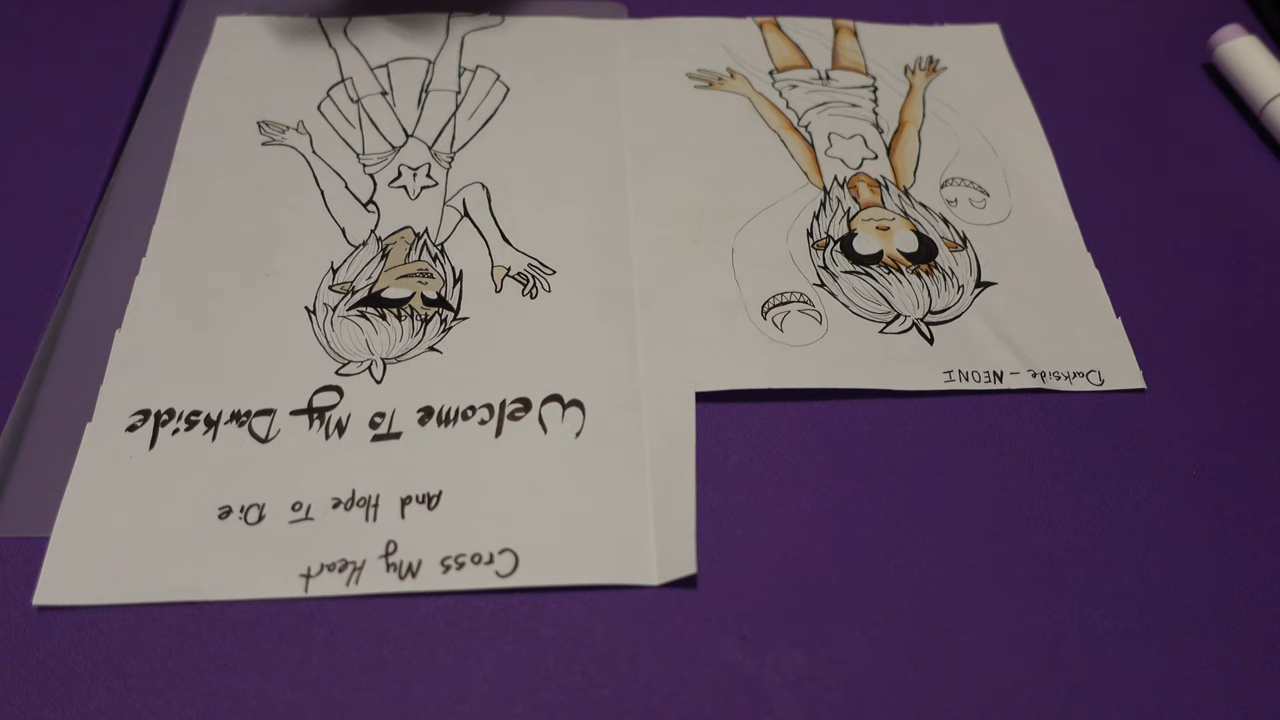 Cross My Heart
And Hope To Die
Welcome To My Darkside
Darkside - NEONI